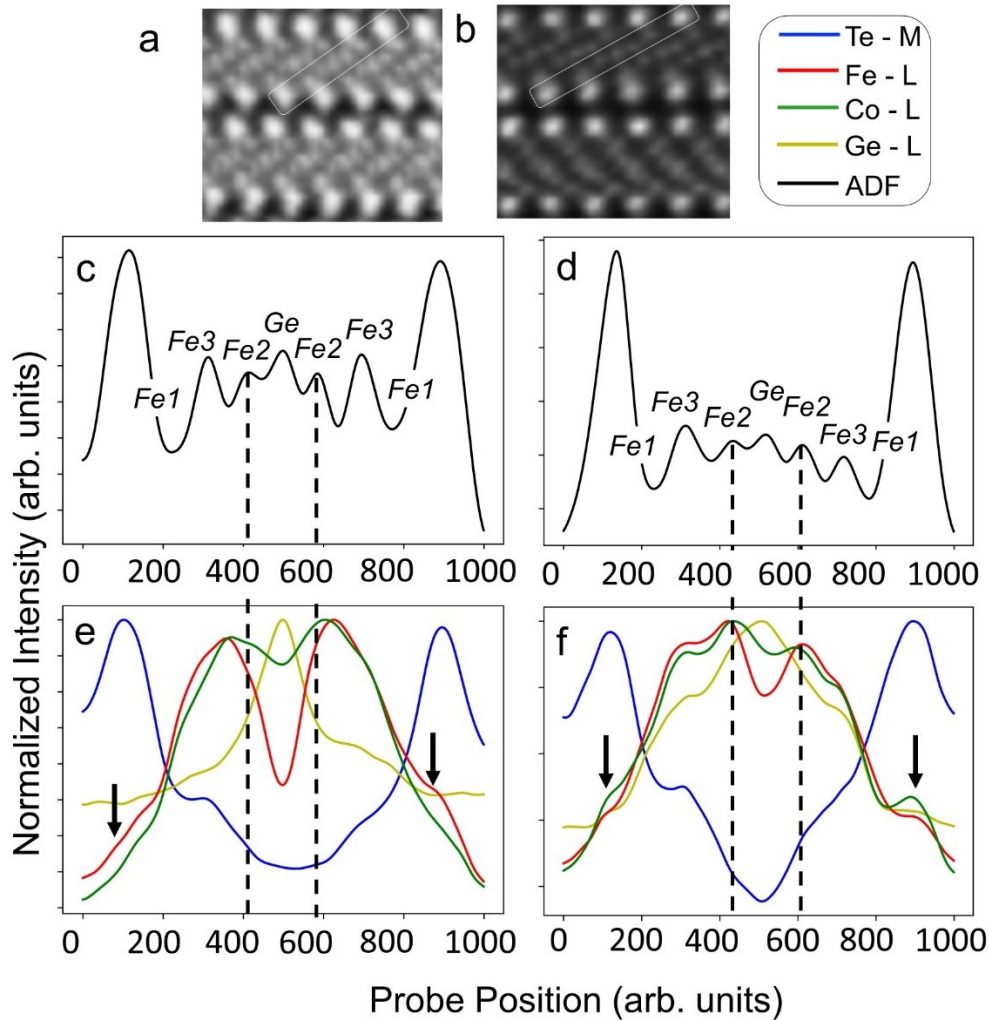 a
b
Te - M
Fe - L
Co - L
Ge - L
ADF
Normalized Intensity (arb. units)
c
Fe1
Fe3
Fe2
Ge
Fe2
Fe3
Fe1
0 200 400 600 800 1000
d
Fe1
Fe3
Fe2
Ge
Fe2
Fe3
Fe1
0 200 400 600 800 1000
e
0 200 400 600 800 1000
f
0 200 400 600 800 1000
Probe Position (arb. units)